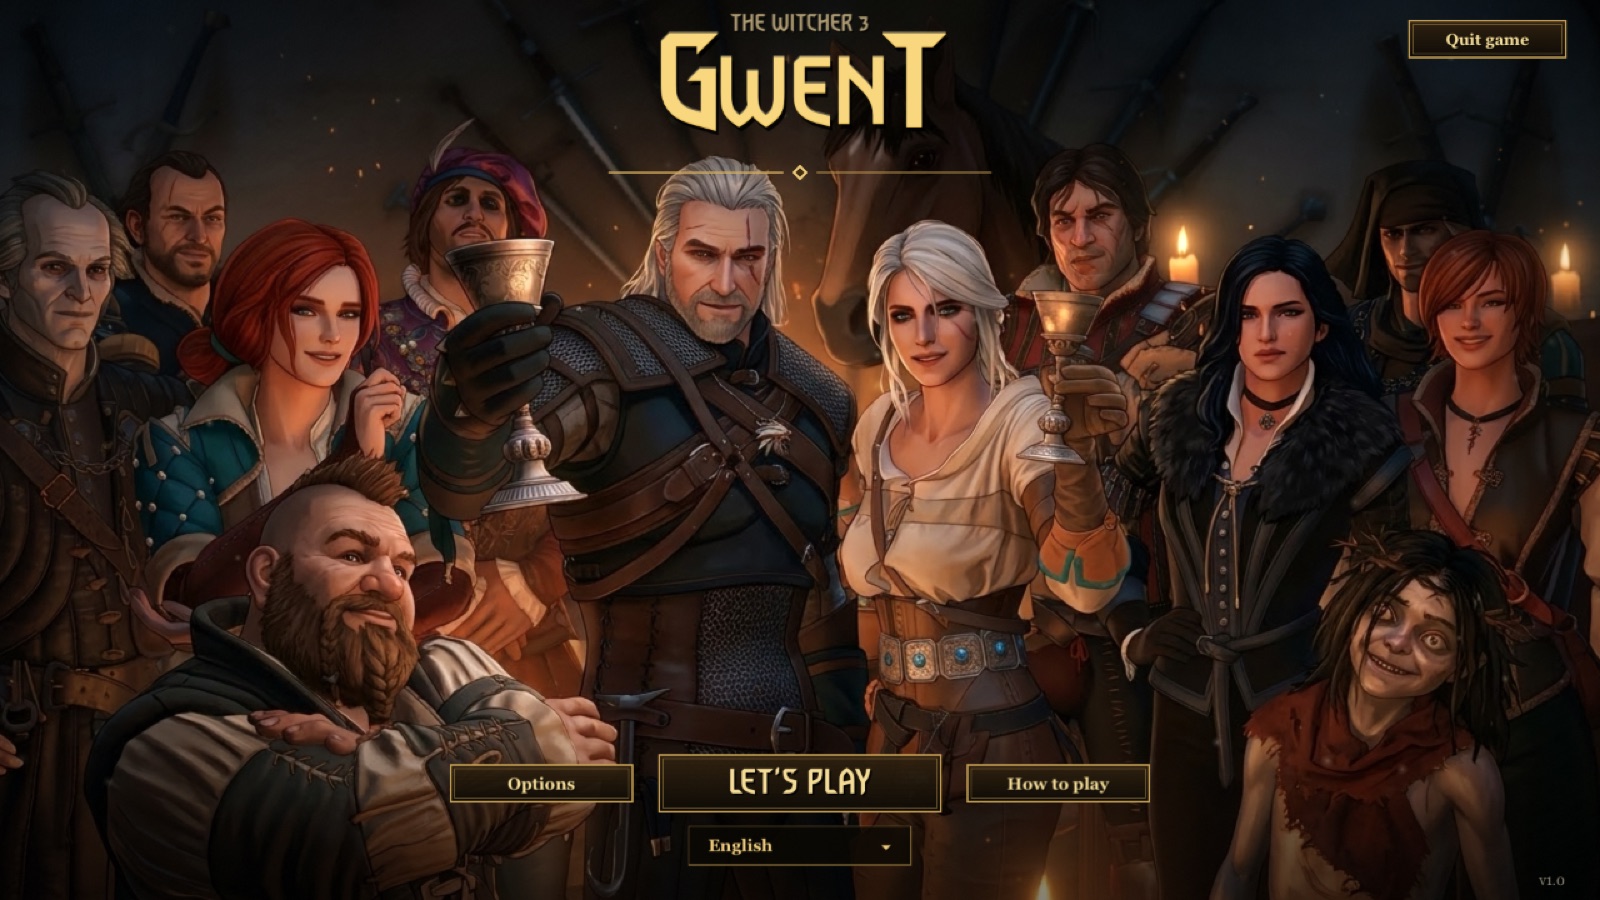 THE WITCHER 3
GWENT
Quit game
Options
LET'S PLAY
How to play
English
v1.0